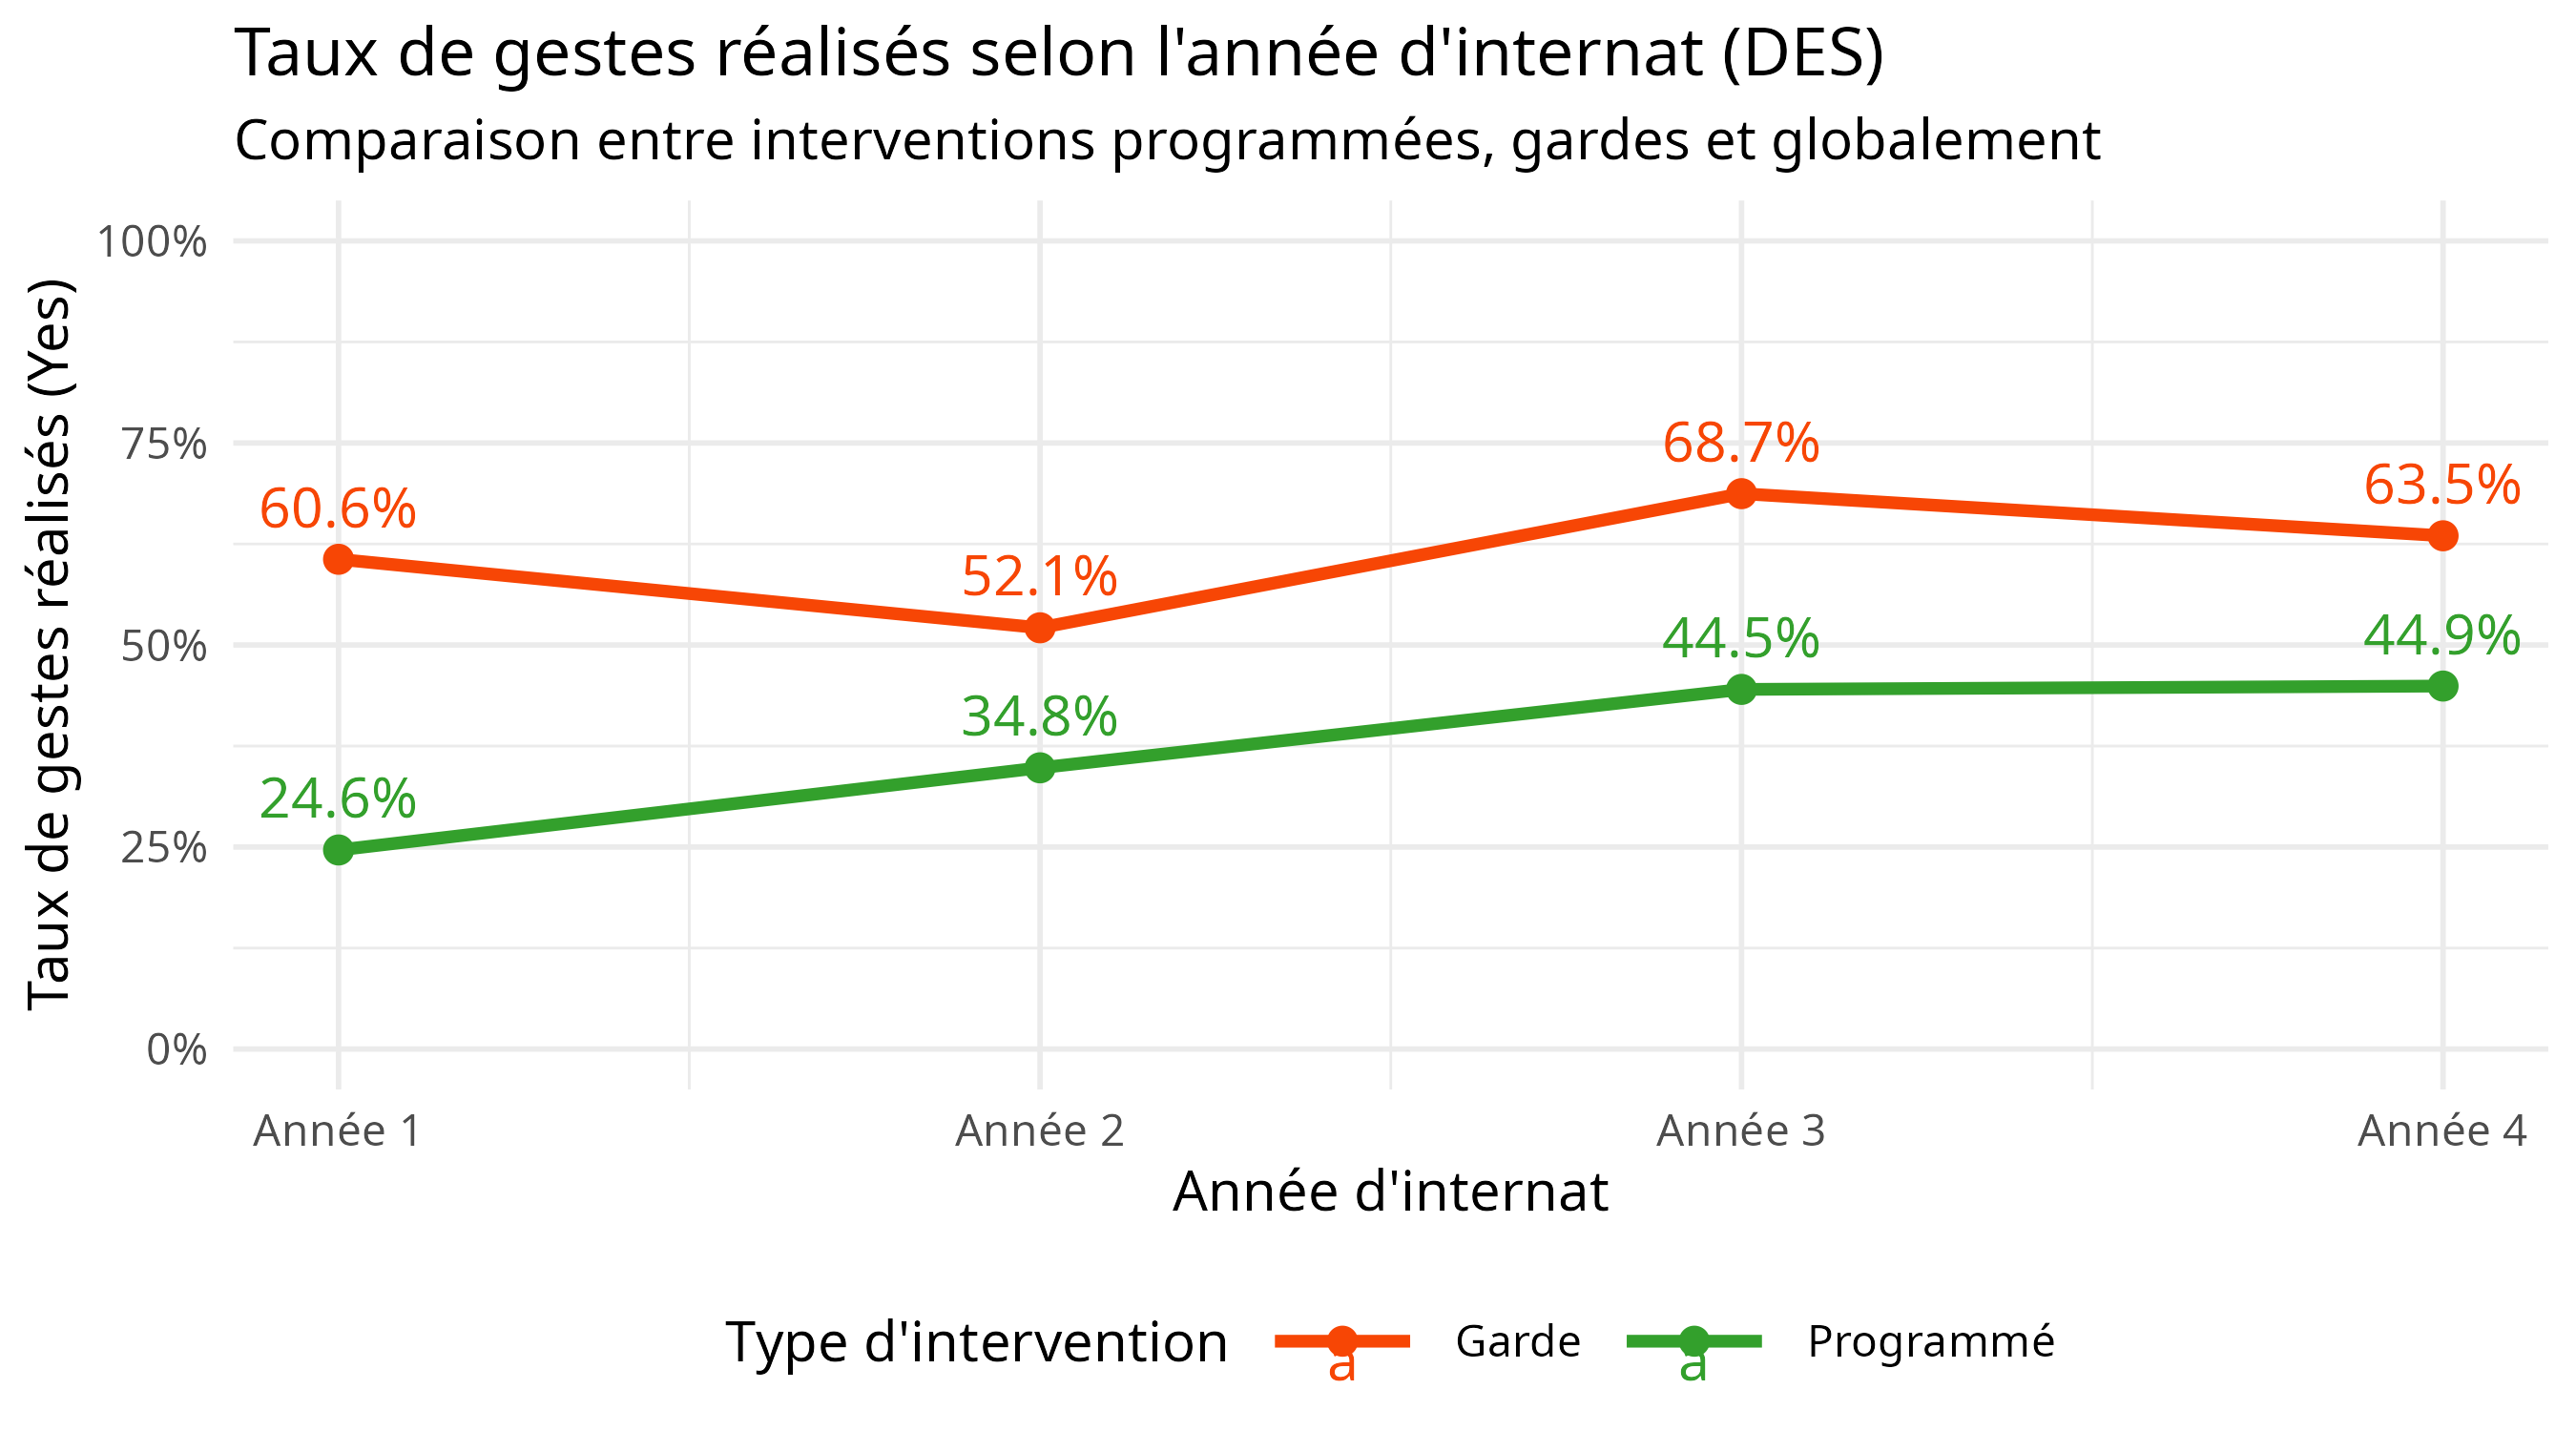 Taux de gestes réalisés selon l'année d'internat (DES)
Comparaison entre interventions programmées, gardes et globalement
Taux de gestes réalisés (Yes)
100%
75%
50%
25%
0%
60.6%
52.1%
68.7%
63.5%
24.6%
34.8%
44.5%
44.9%
Année 1 Année 2 Année 3 Année 4
Année d'internat
Type d'intervention a Garde a Programmé